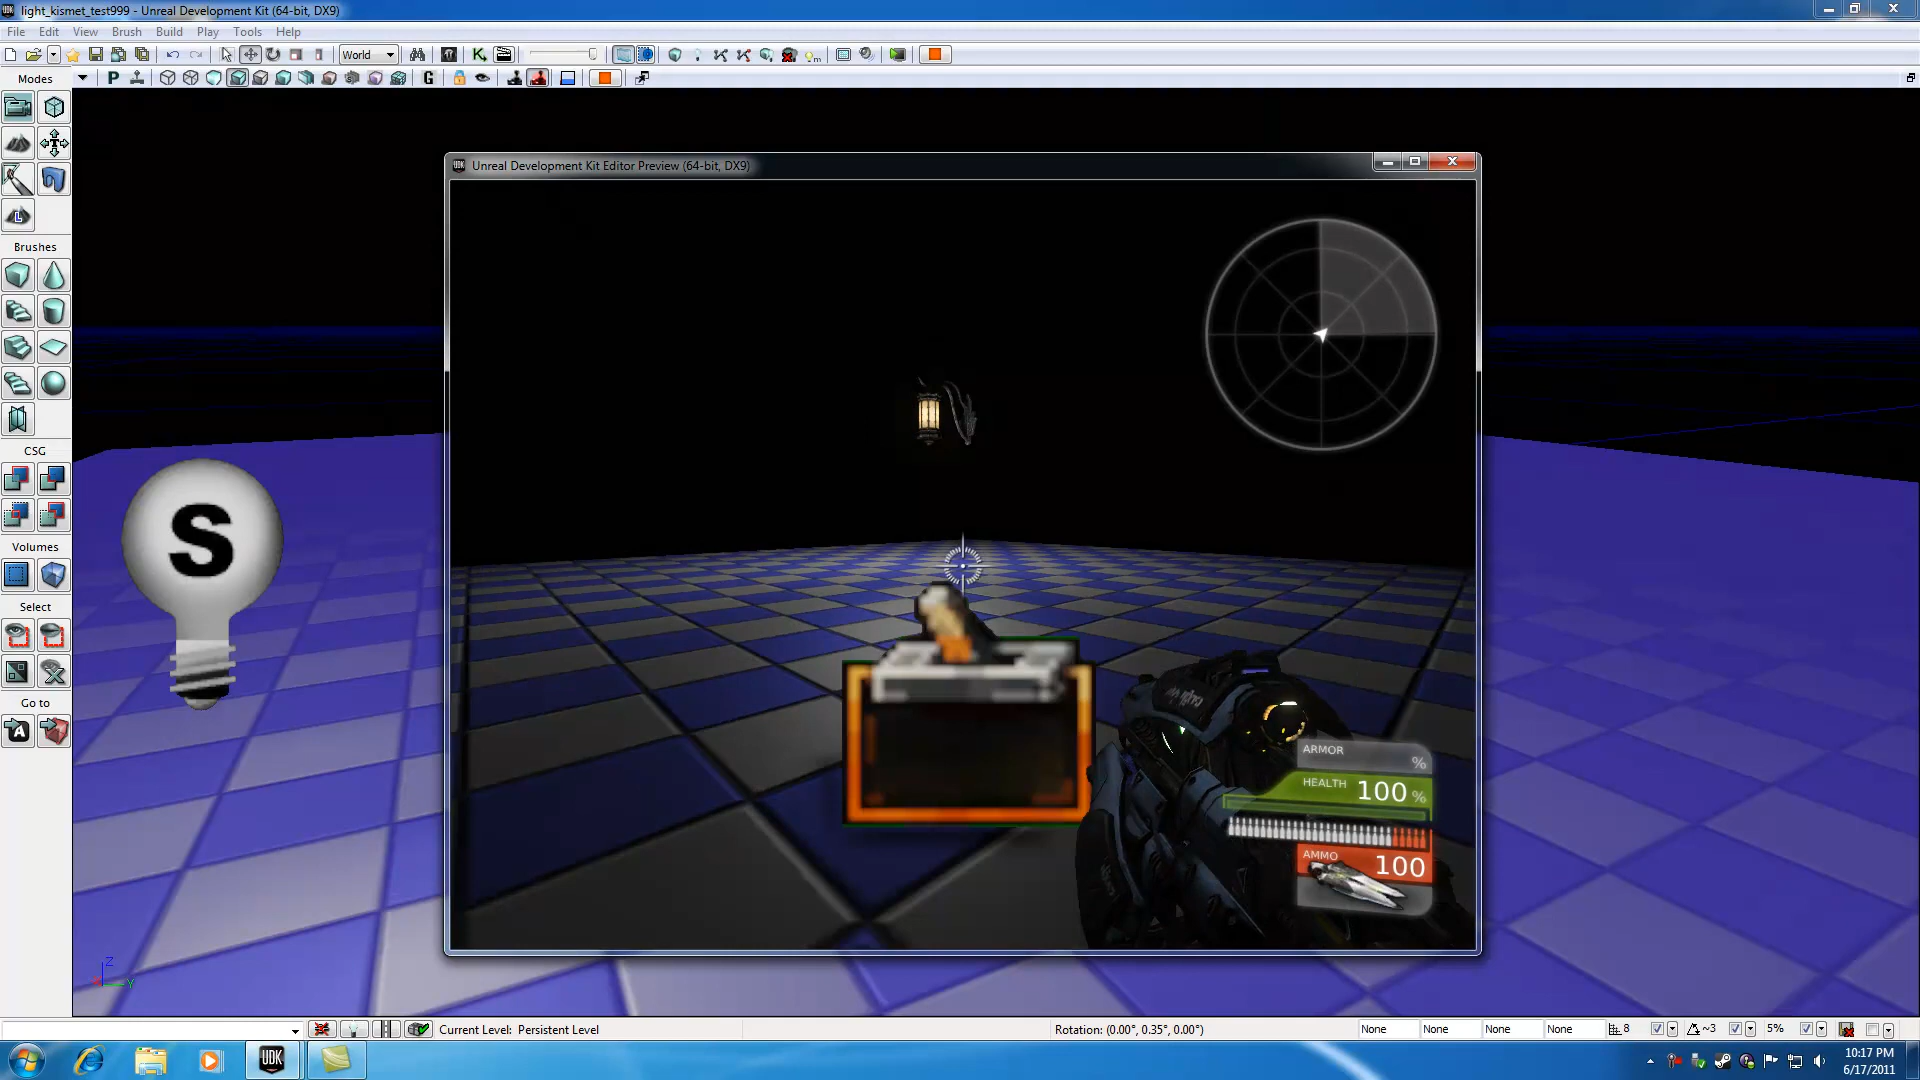 light_kismet_test999 - Unreal Development Kit (64-bit, DX9)
File Edit View Brush Build Play Tools Help
World
Modes
P
G
L
Brushes
CSG
Volumes
Select
Go to
A
S
Z
X
Y
Unreal Development Kit Editor Preview (64-bit, DX9)
ARMOR
%
HEALTH 100 %
AMMO 100
Current Level: Persistent Level
Rotation: (0.00°, 0.35°, 0.00°)
None None None None 8 ~3 5%
UDK
10:17 PM
6/17/2011